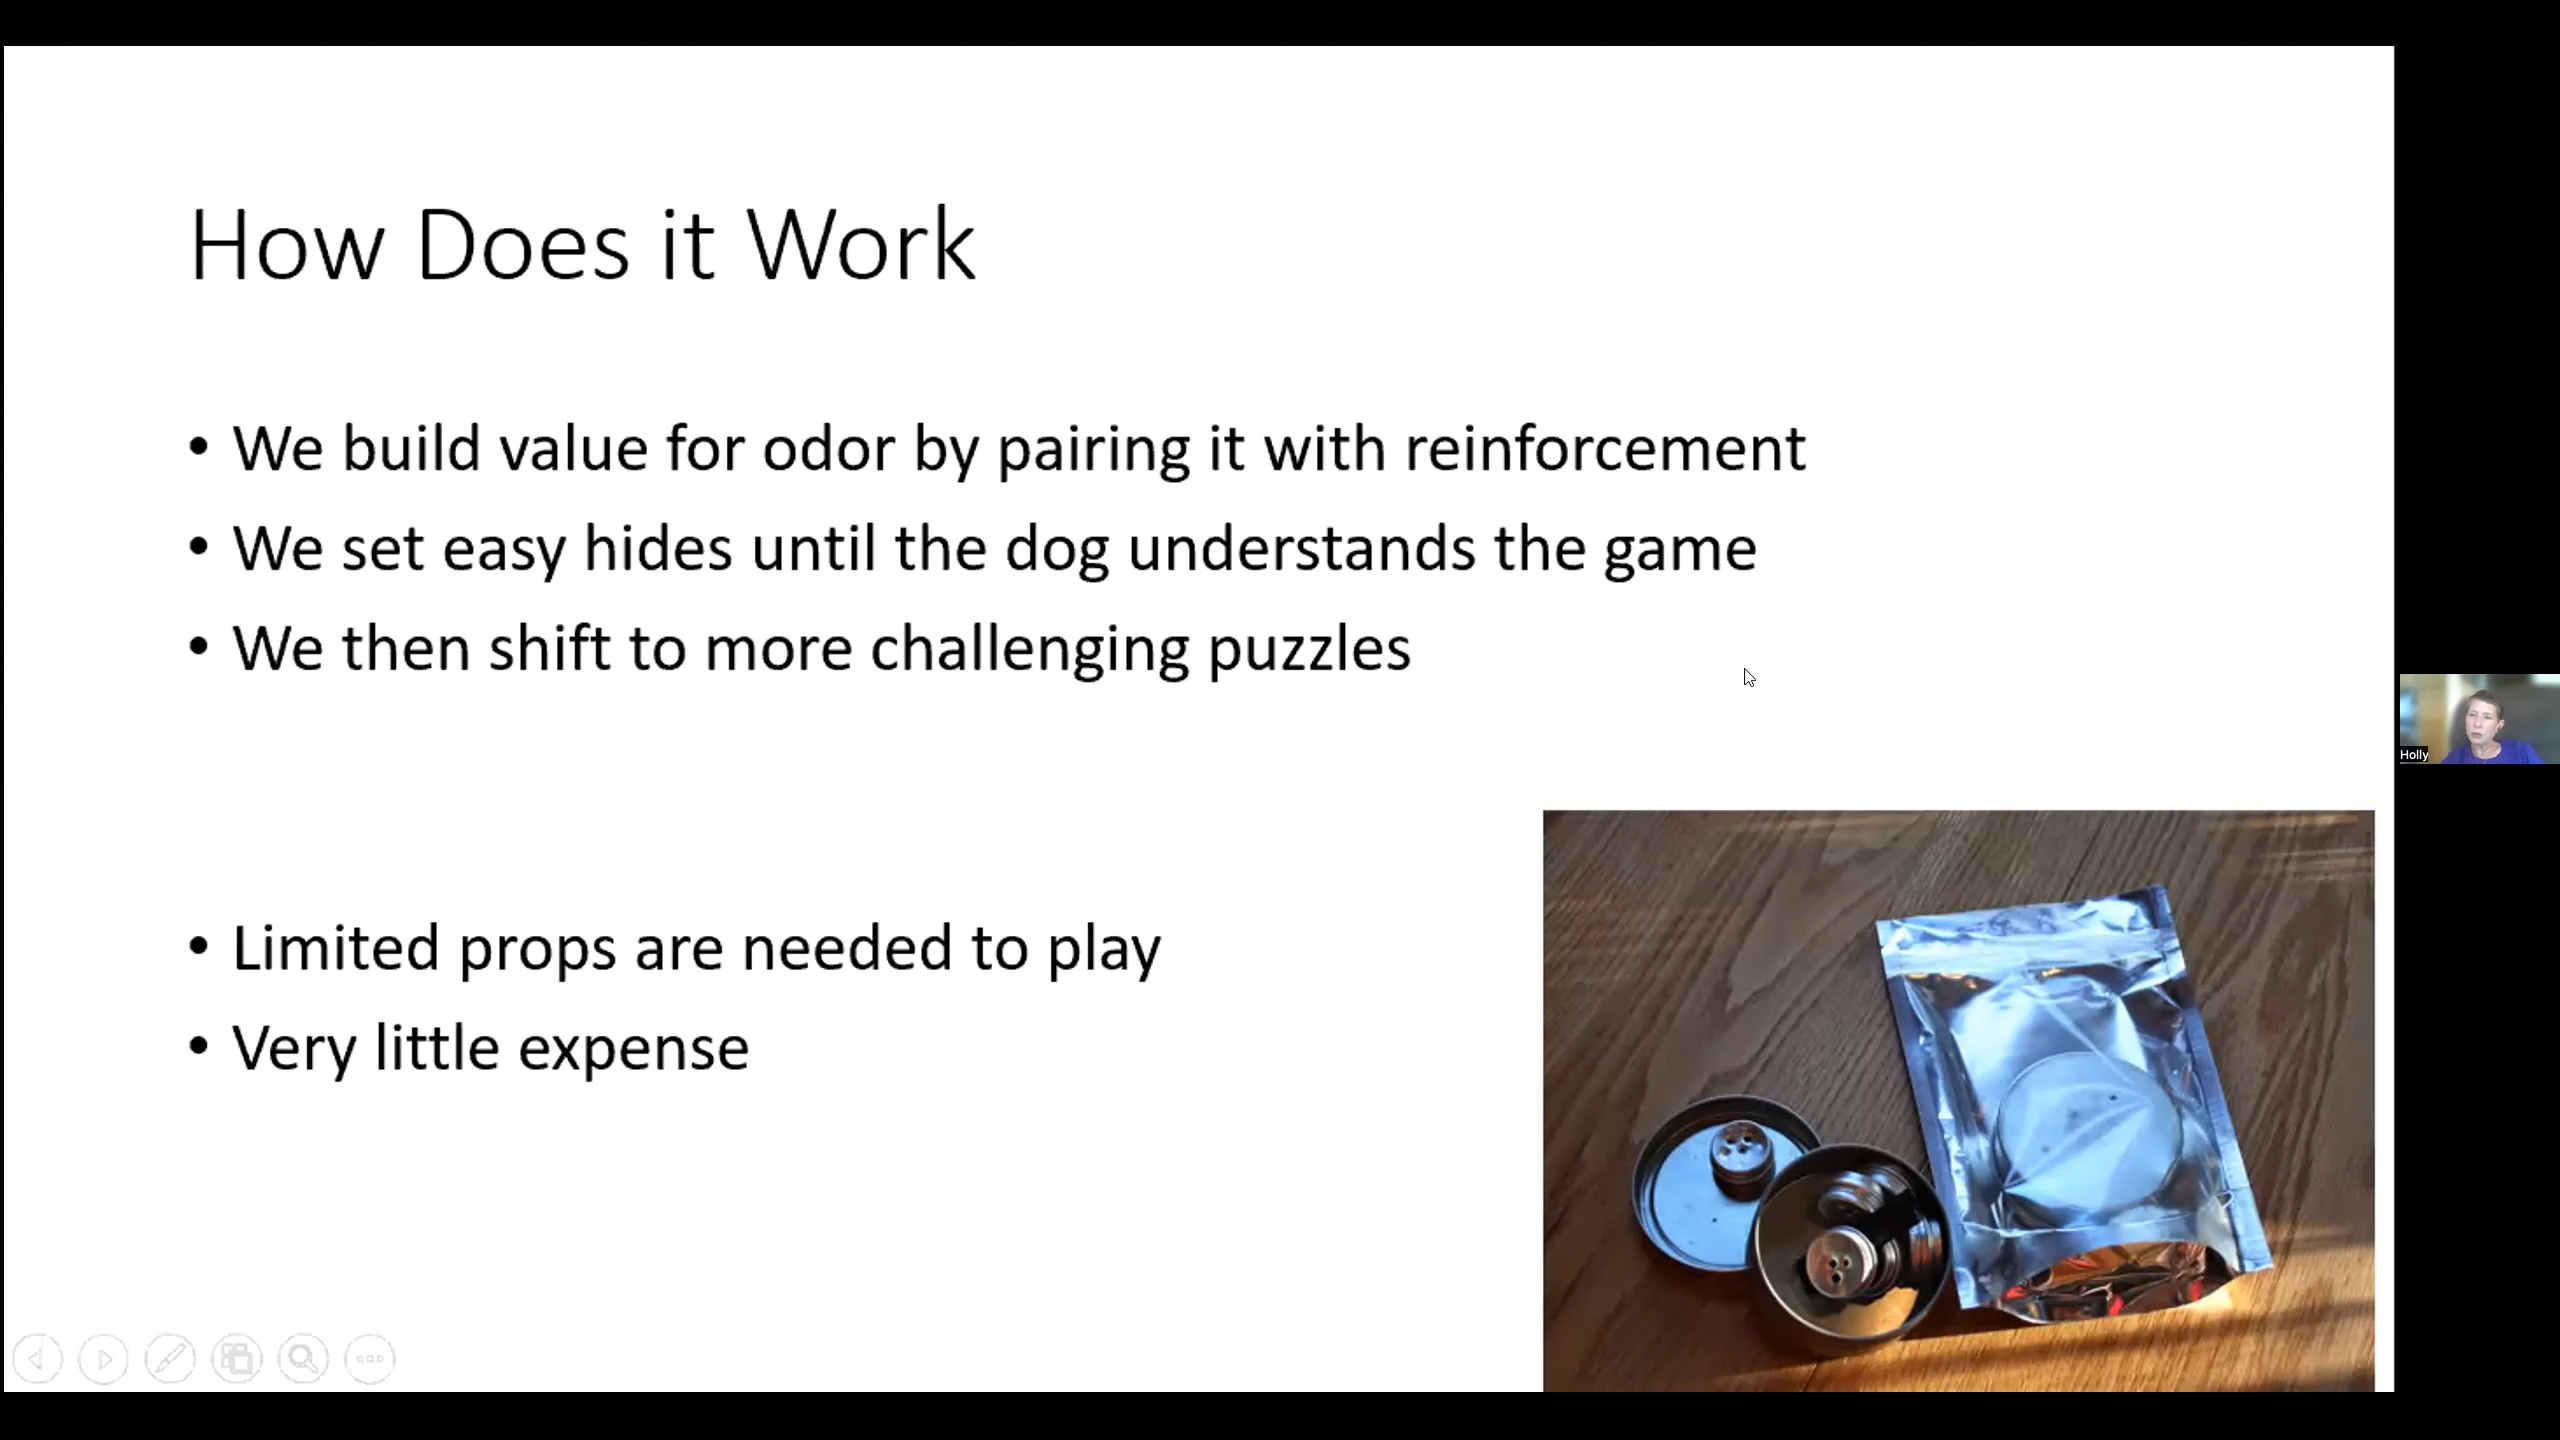 How Does it Work
• We build value for odor by pairing it with reinforcement
• We set easy hides until the dog understands the game
• We then shift to more challenging puzzles
• Limited props are needed to play
• Very little expense
Holly